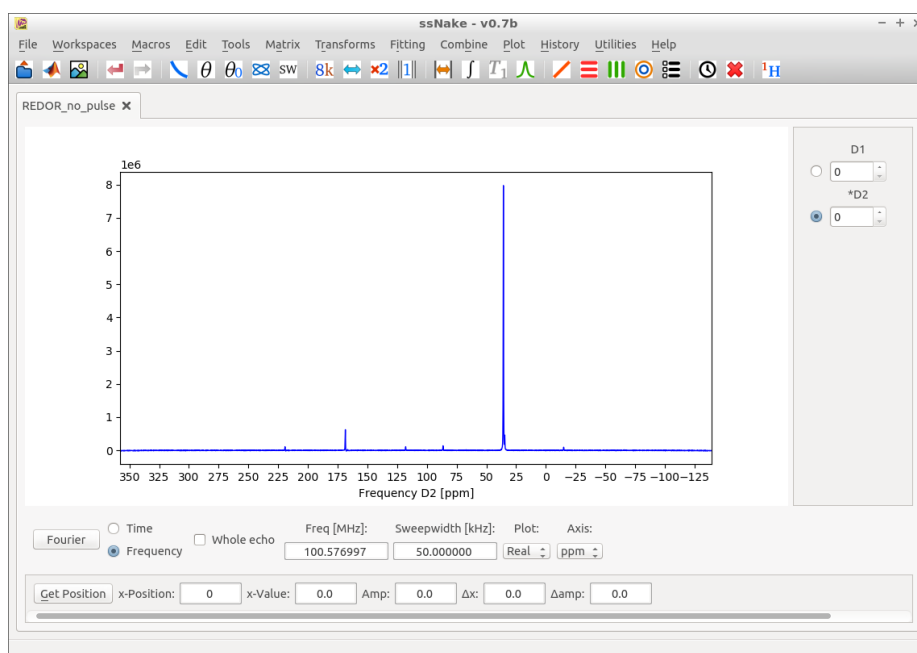 ssNake - v0.7b
File Workspaces Macros Edit Tools Matrix Transforms Fitting Combine Plot History Utilities Help
θ θ0 SW 8k ×2 ||1|| ∫ T1 1H
REDOR_no_pulse
1e6
8
7
6
5
4
3
2
1
0
350 325 300 275 250 225 200 175 150 125 100 75 50 25 0 −25 −50 −75 −100−125
Frequency D2 [ppm]
D1
0
*D2
0
Fourier
Time
Frequency
Whole echo
Freq [MHz]: Sweepwidth [kHz]: Plot: Axis:
100.576997 50.000000 Real ppm
Get Position x-Position: 0 x-Value: 0.0 Amp: 0.0 Δx: 0.0 Δamp: 0.0